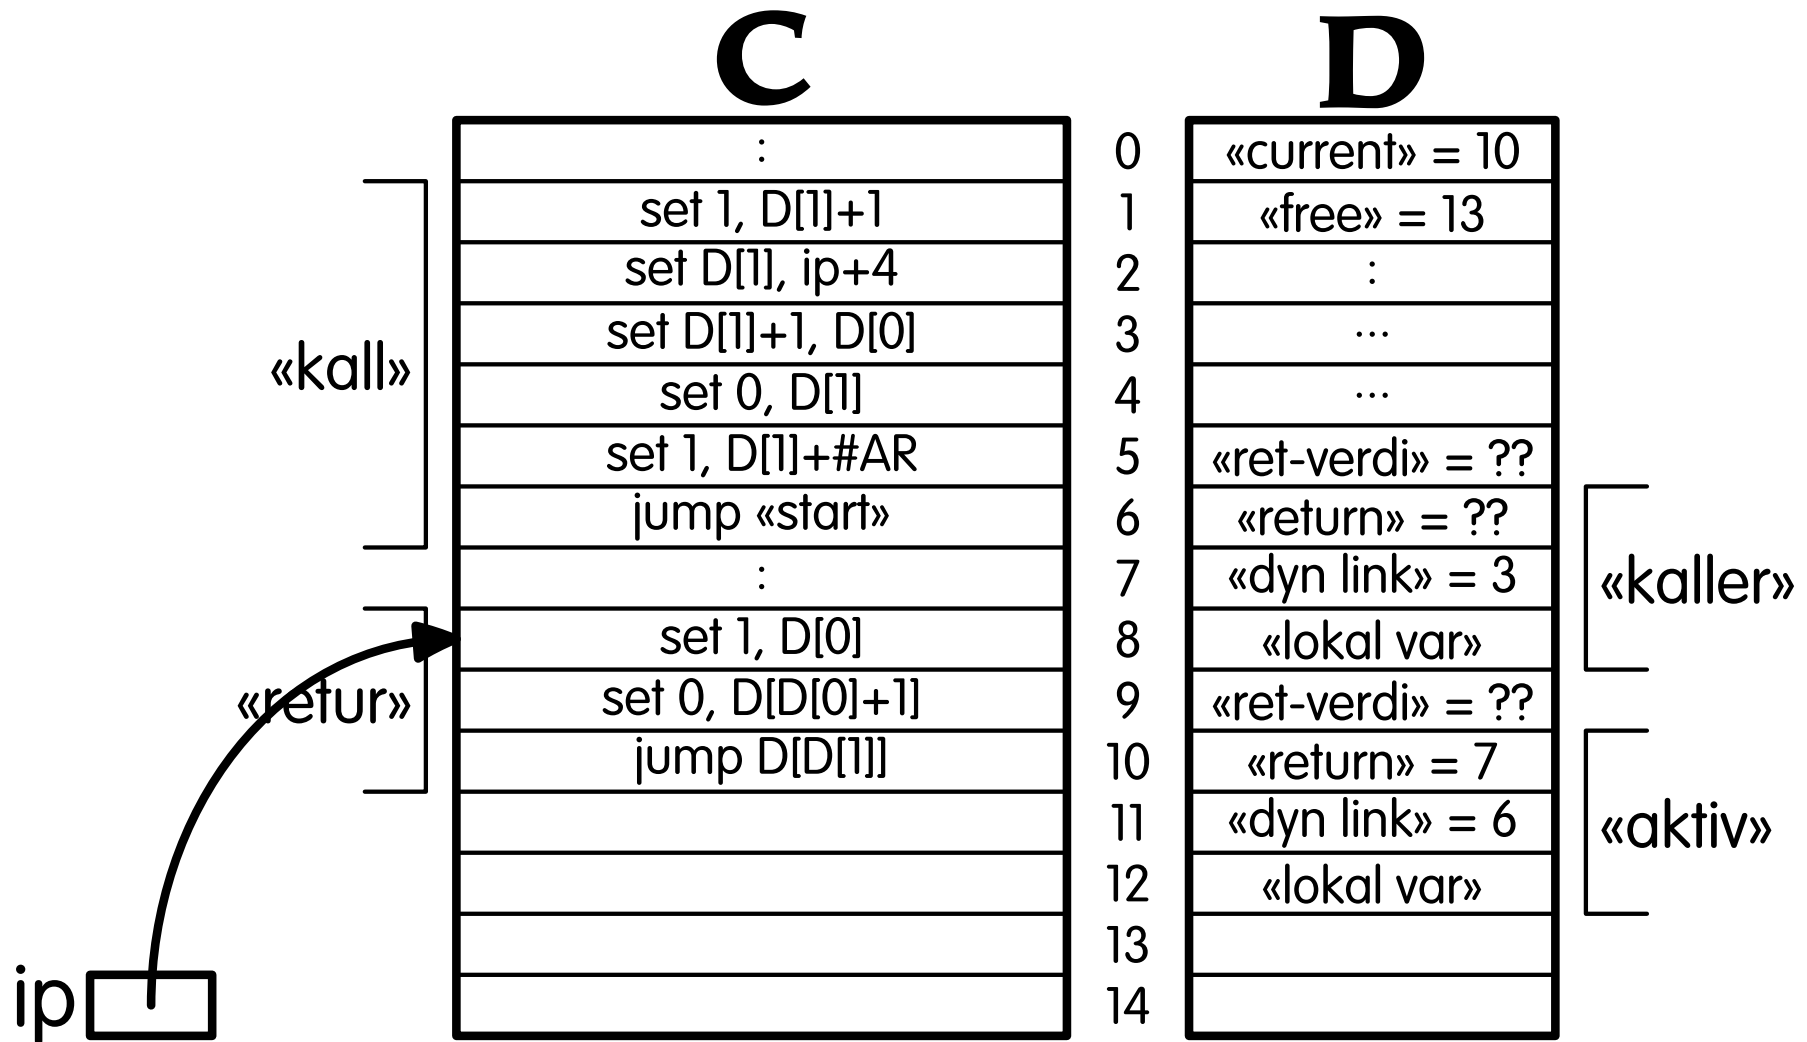 C D
: 0 «current» = 10
set 1, D[1]+1 1 «free» = 13
set D[1], ip+4 2 :
set D[1]+1, D[0] 3 ...
«kall»
set 0, D[1] 4 ...
set 1, D[1]+#AR 5 «ret-verdi» = ??
jump «start» 6 «return» = ??
: 7 «dyn link» = 3
«kaller»
set 1, D[0] 8 «lokal var»
«retur»
set 0, D[D[0]+1] 9 «ret-verdi» = ??
jump D[D[1]] 10 «return» = 7
11 «dyn link» = 6
«aktiv»
12 «lokal var»
13
14
ip